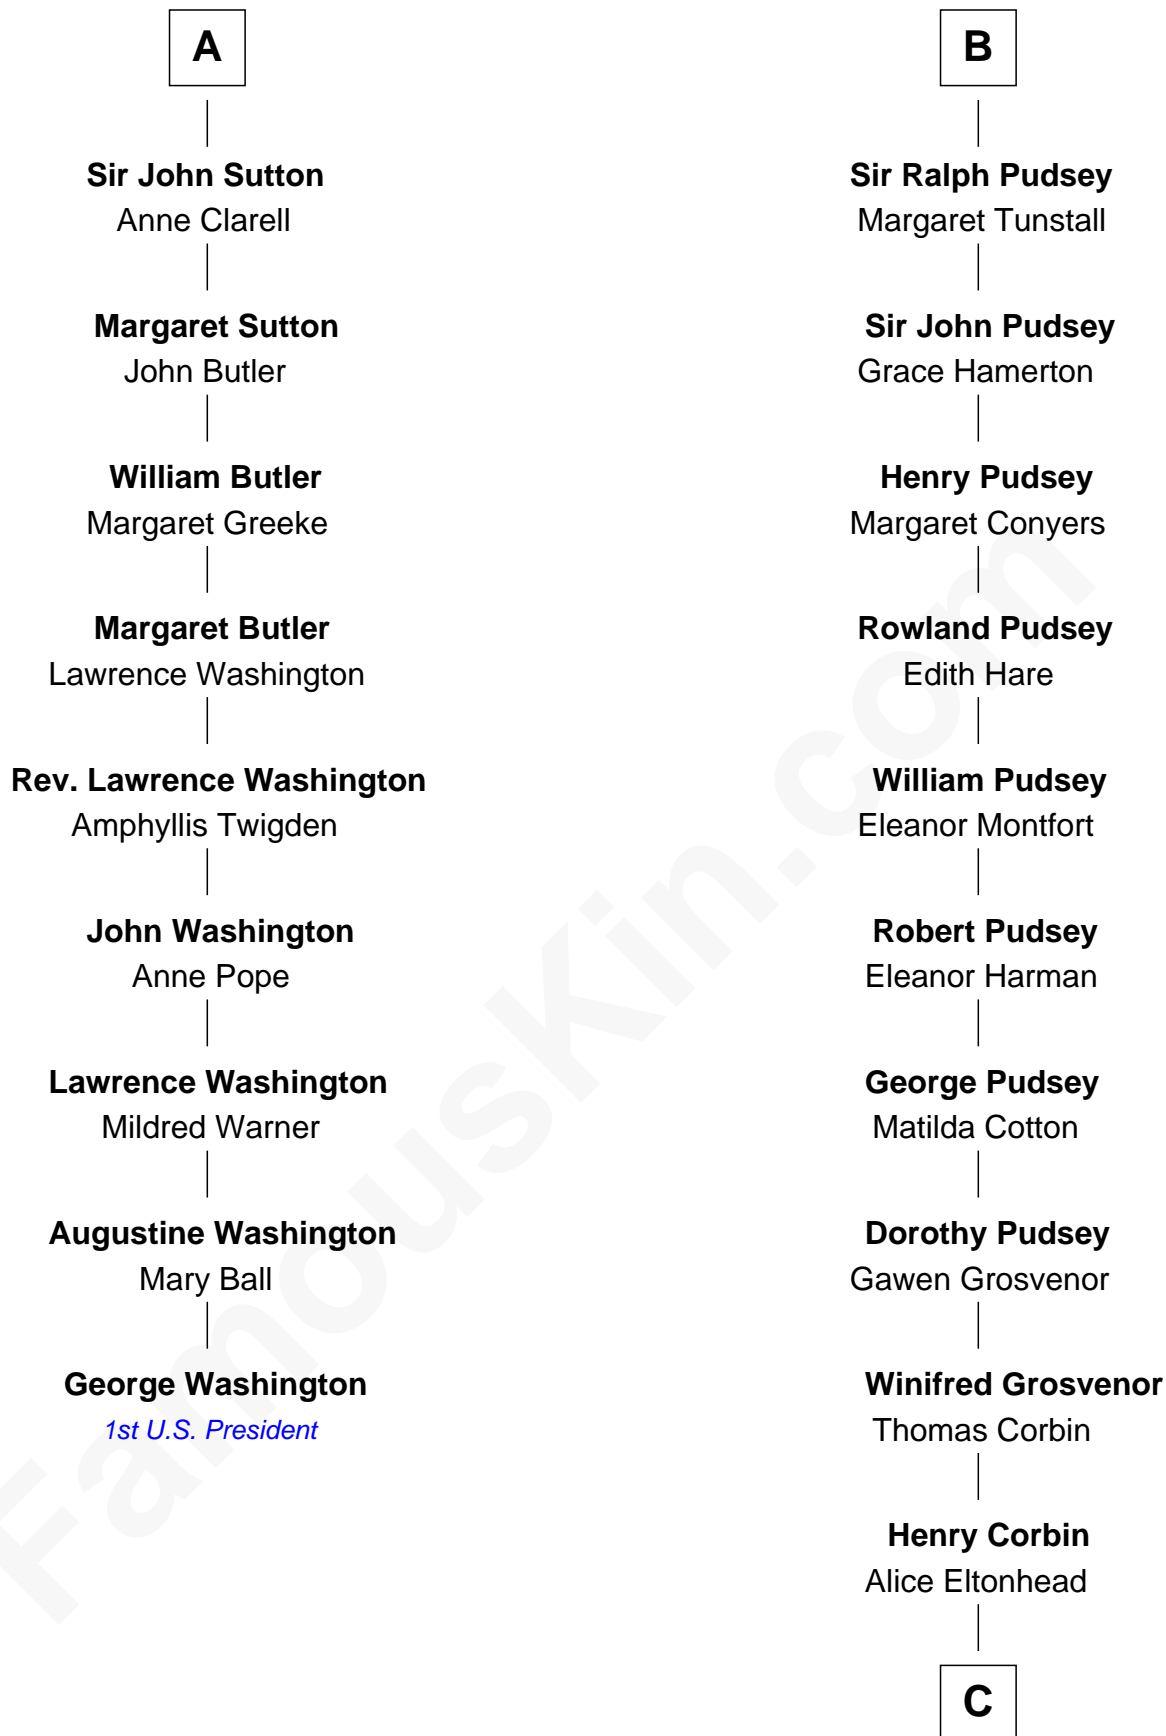 A
Sir John Sutton
Anne Clarell
Margaret Sutton
John Butler
William Butler
Margaret Greeke
Margaret Butler
Lawrence Washington
Rev. Lawrence Washington
Amphyllis Twigden
John Washington
Anne Pope
Lawrence Washington
Mildred Warner
Augustine Washington
Mary Ball
George Washington
1st U.S. President
B
Sir Ralph Pudsey
Margaret Tunstall
Sir John Pudsey
Grace Hamerton
Henry Pudsey
Margaret Conyers
Rowland Pudsey
Edith Hare
William Pudsey
Eleanor Montfort
Robert Pudsey
Eleanor Harman
George Pudsey
Matilda Cotton
Dorothy Pudsey
Gawen Grosvenor
Winifred Grosvenor
Thomas Corbin
Henry Corbin
Alice Eltonhead
C
FamousKin.com